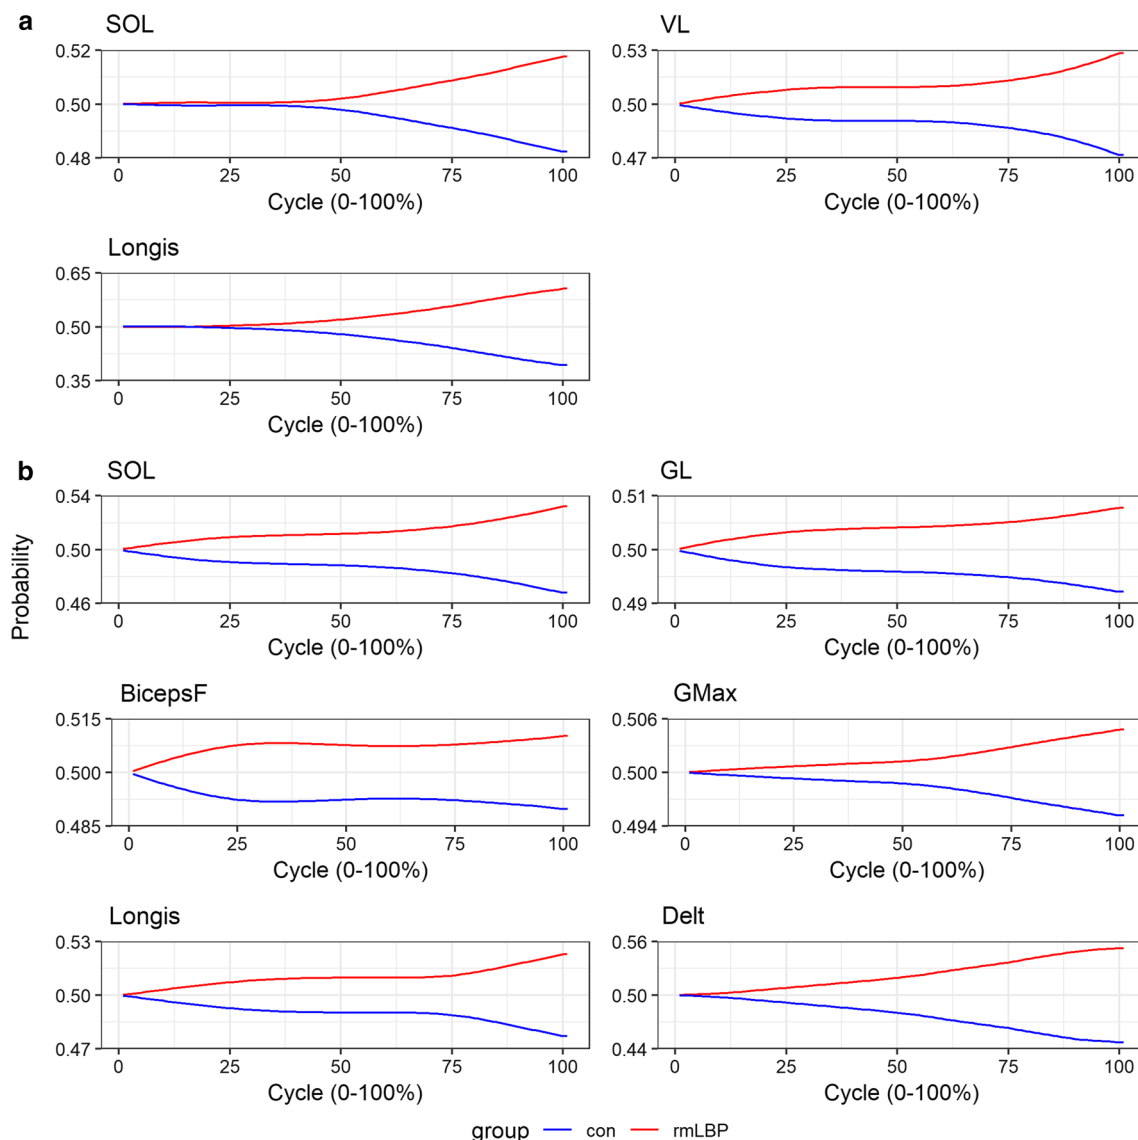 a
SOL
VL
0.52
0.50
0.48
0 25 50 75 100
Cycle (0-100%)
0.53
0.50
0.47
0 25 50 75 100
Cycle (0-100%)
Longis
0.65
0.50
0.35
0 25 50 75 100
Cycle (0-100%)
b
Probability
SOL
0.54
0.50
0.46
0 25 50 75 100
Cycle (0-100%)
GL
0.51
0.50
0.49
0 25 50 75 100
Cycle (0-100%)
BicepsF
0.515
0.500
0.485
0 25 50 75 100
Cycle (0-100%)
GMax
0.506
0.500
0.494
0 25 50 75 100
Cycle (0-100%)
Longis
0.53
0.50
0.47
0 25 50 75 100
Cycle (0-100%)
Delt
0.56
0.50
0.44
0 25 50 75 100
Cycle (0-100%)
group con rmLBP